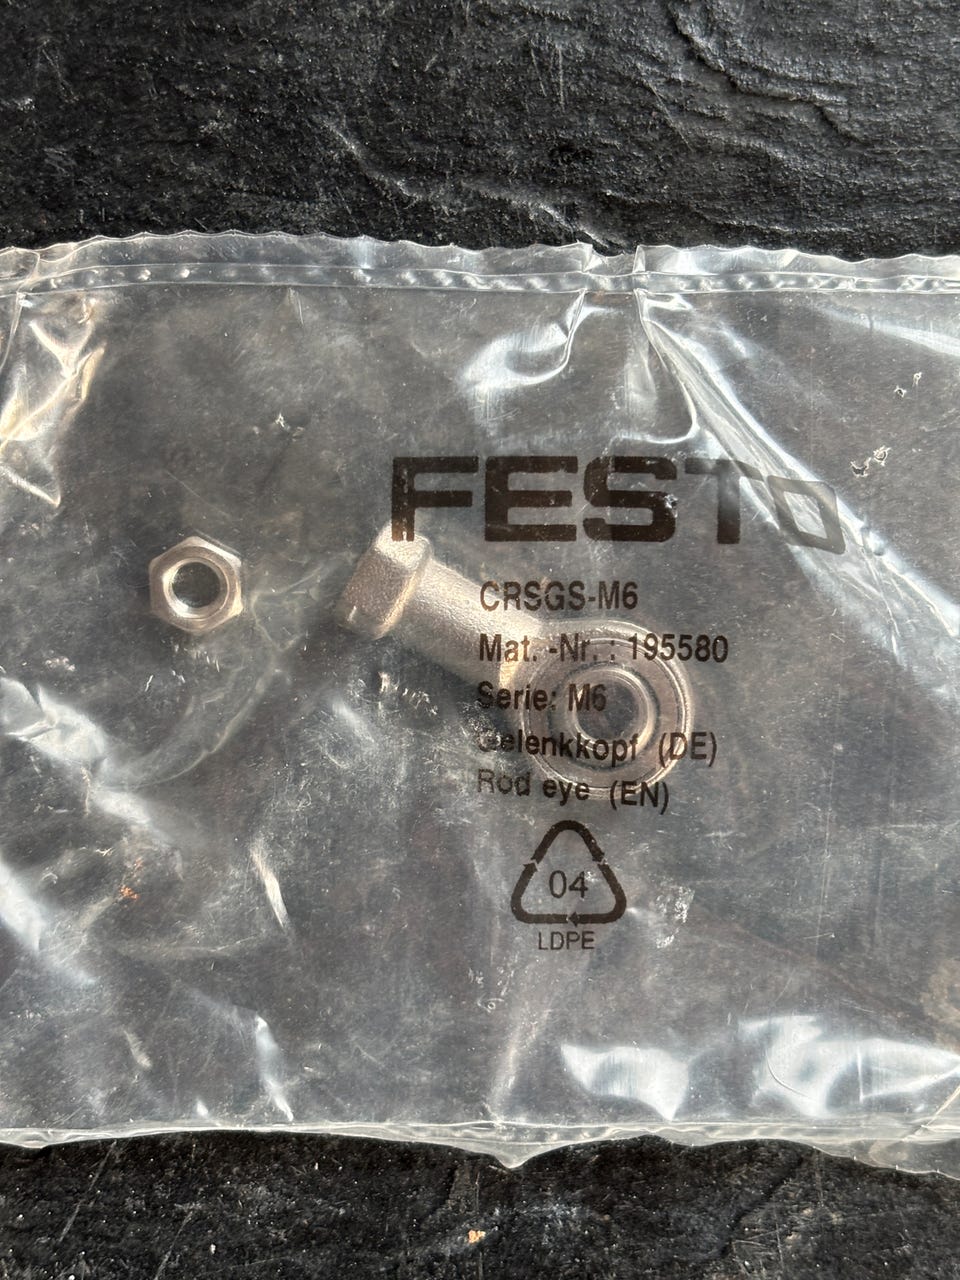 FESTO
CRSGS-M6
Mat. -Nr. : 195580
Serie: M6
Gelenkkopf (DE)
Rod eye (EN)
04
LDPE